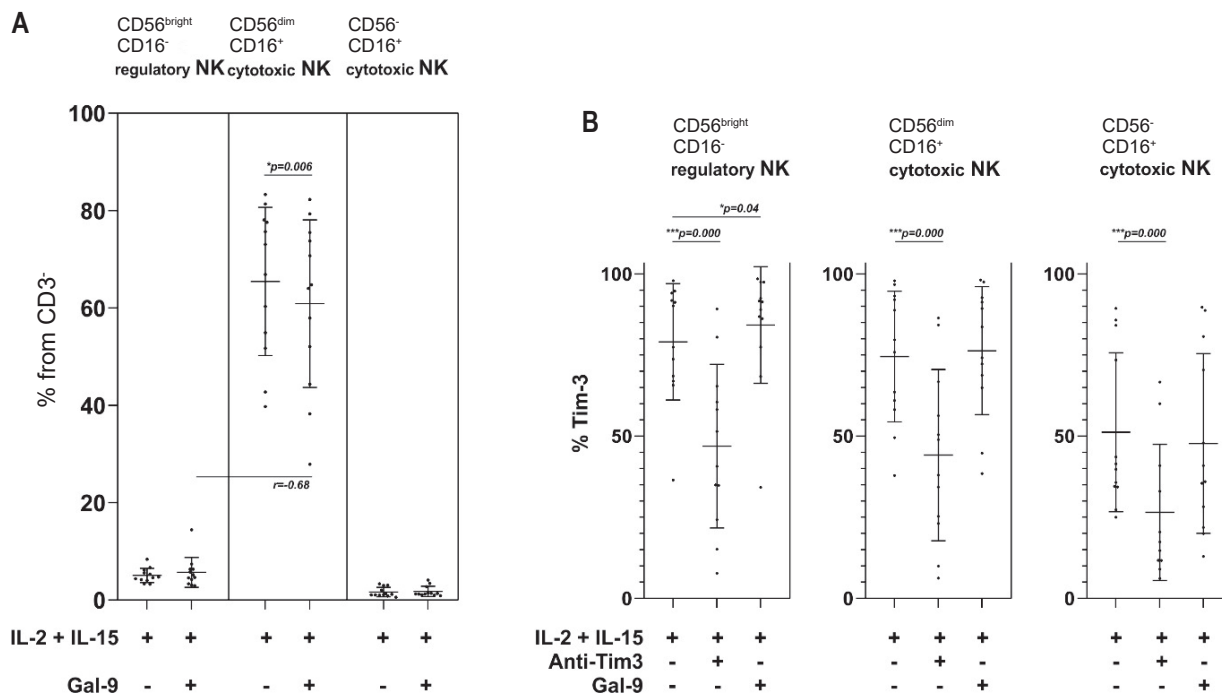 A
CD56bright CD56dim CD56-
CD16- CD16+ CD16+
regulatory NK cytotoxic NK cytotoxic NK
100
80
60
40
20
0
% from CD3-
*p=0.006
r=-0.68
IL-2 + IL-15 + + + + + +
Gal-9 - + - + - +
B
CD56bright CD56dim CD56-
CD16- CD16+ CD16+
regulatory NK cytotoxic NK cytotoxic NK
*p=0.04
***p=0.000 ***p=0.000 ***p=0.000
100 100 100
50 50 50
0 0 0
% Tim-3
IL-2 + IL-15 + + + + + + + + +
Anti-Tim3 - + - - + - - + -
Gal-9 - - + - - + - - +